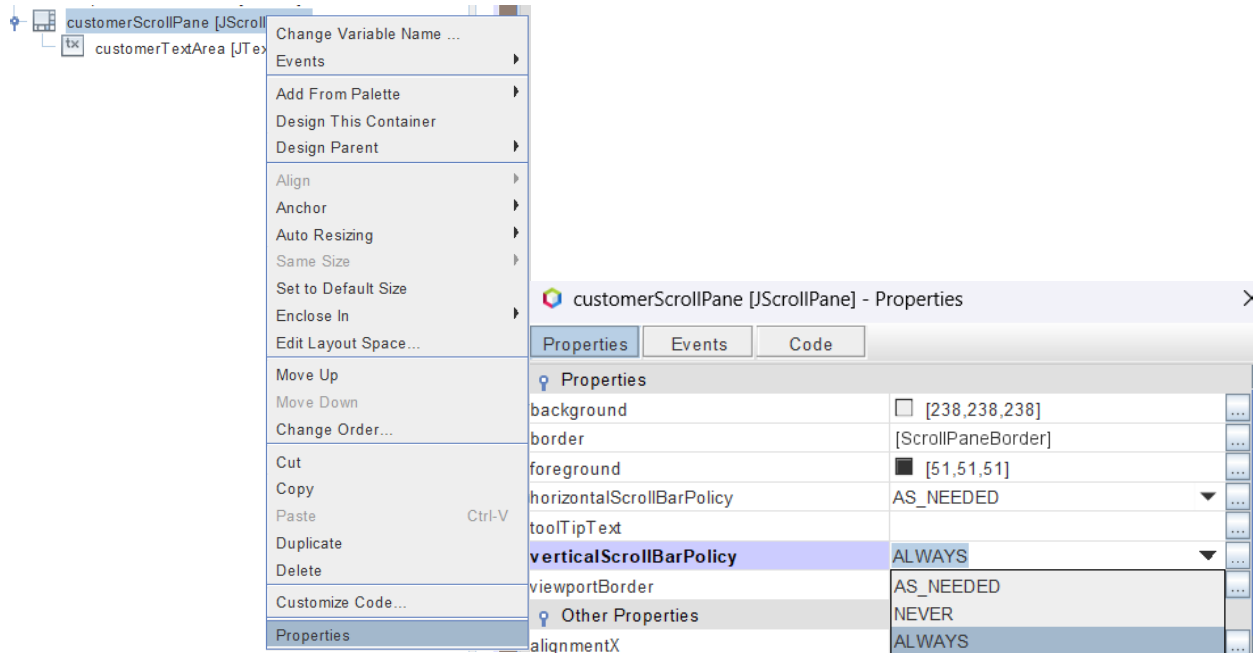 customerScrollPane [JScroll
tx
customerTextArea [JTex
Change Variable Name ...
Events
Add From Palette
Design This Container
Design Parent
Align
Anchor
Auto Resizing
Same Size
Set to Default Size
Enclose In
Edit Layout Space...
Move Up
Move Down
Change Order...
Cut
Copy
Paste Ctrl-V
Duplicate
Delete
Customize Code...
Properties
customerScrollPane [JScrollPane] - Properties
Properties Events Code
Properties
background [238,238,238] ...
border [ScrollPaneBorder] ...
foreground [51,51,51] ...
horizontalScrollBarPolicy AS_NEEDED ...
toolTipText ...
verticalScrollBarPolicy ALWAYS ...
viewportBorder ...
AS_NEEDED
NEVER
ALWAYS
Other Properties
alignmentX ...